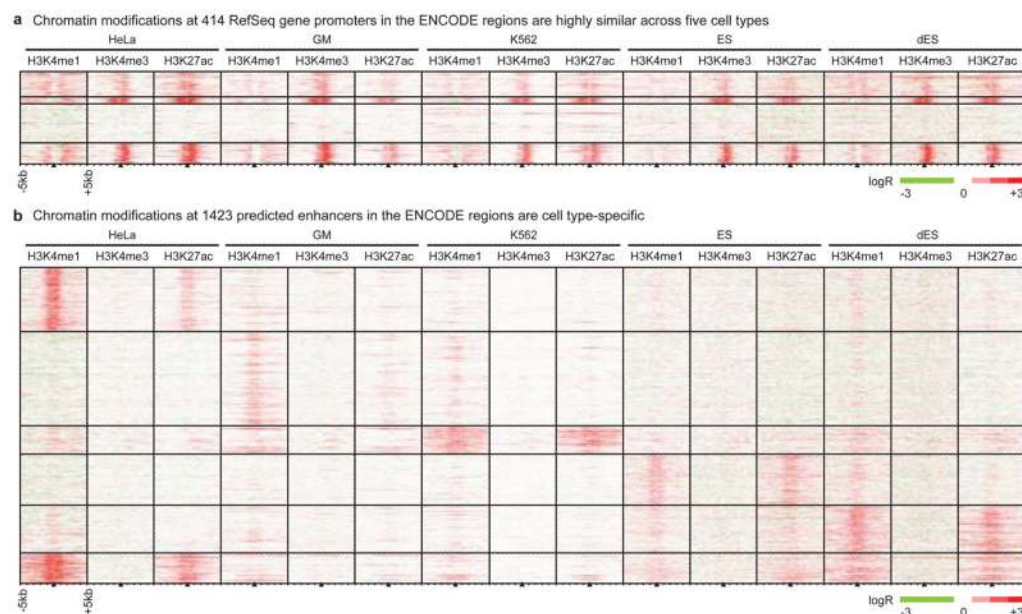 a Chromatin modifications at 414 RefSeq gene promoters in the ENCODE regions are highly similar across five cell types
HeLa GM K562 ES dES
H3K4me1 H3K4me3 H3K27ac H3K4me1 H3K4me3 H3K27ac H3K4me1 H3K4me3 H3K27ac H3K4me1 H3K4me3 H3K27ac H3K4me1 H3K4me3 H3K27ac
-5kb +5kb
logR
-3 0 +3
b Chromatin modifications at 1423 predicted enhancers in the ENCODE regions are cell type-specific
HeLa GM K562 ES dES
H3K4me1 H3K4me3 H3K27ac H3K4me1 H3K4me3 H3K27ac H3K4me1 H3K4me3 H3K27ac H3K4me1 H3K4me3 H3K27ac H3K4me1 H3K4me3 H3K27ac
-5kb +5kb
logR
-3 0 +3